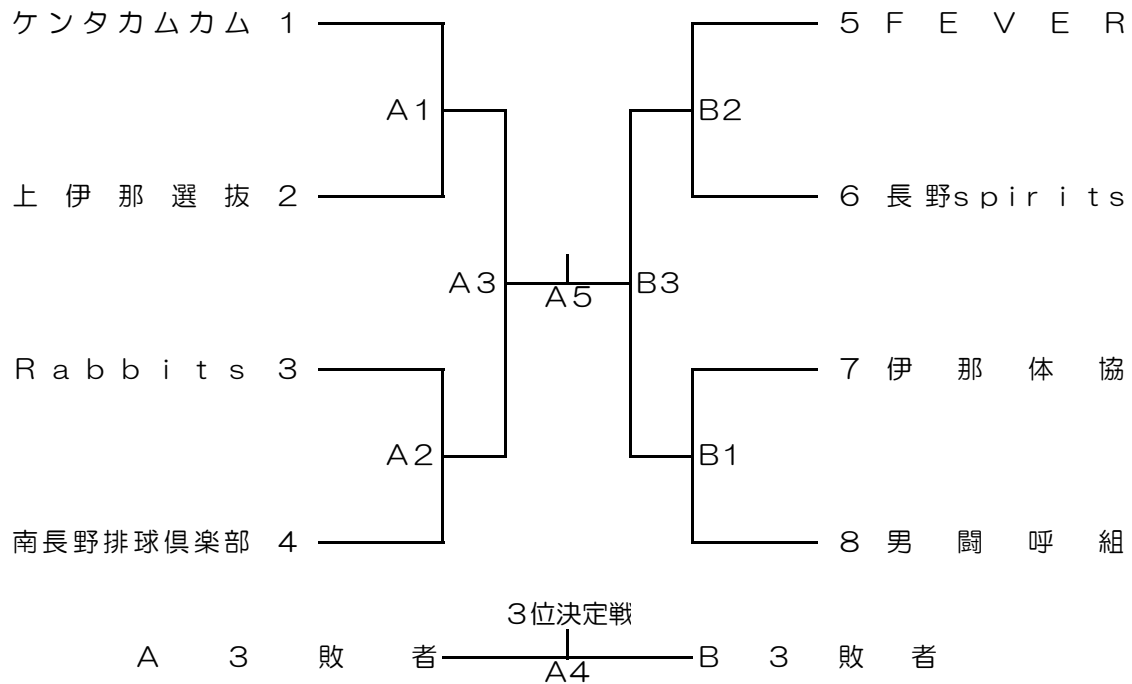 ケンタカムカム 1 5 FEVER
A1 B2
上伊那選抜 2 6 長野spirits
A3 A5 B3
Rabbits 3 7 伊那体協
A2 B1
南長野排球倶楽部 4 8 男闘呼組
3位決定戦
A3敗者 A4 B3敗者